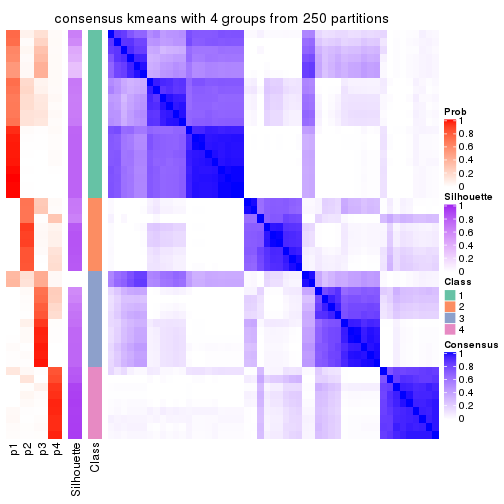 consensus kmeans with 4 groups from 250 partitions
Prob
1
0.8
0.6
0.4
0.2
0
Silhouette
1
0.8
0.6
0.4
0.2
0
Class
1
2
3
4
Consensus
1
0.8
0.6
0.4
0.2
0
p1
p2
p3
p4
Silhouette
Class